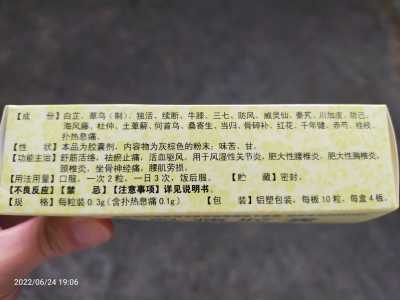 【成　份】白芷、草乌(制)、独活、续断、牛膝、三七、防风、威灵仙、秦艽、川加皮、防己、
海风藤、杜仲、土萆薢、何首乌、桑寄生、当归、骨碎补、红花、千年健、赤芍、桂枝、
扑热息痛。
【性　状】本品为胶囊剂，内容物为灰棕色的粉末；味苦、甘。
【功能主治】舒筋活络，祛瘀止痛，活血驱风。用于风湿性关节炎，肥大性腰椎炎，肥大性胸椎炎，
颈椎炎，坐骨神经痛，腰肌劳损。
【用法用量】口服。一次2粒，一日3次，饭后服。【贮　藏】密封。
【不良反应】【禁　忌】【注意事项】详见说明书。
【规　格】每粒装0.3g(含扑热息痛0.1g)【包　装】铝塑包装，每板10粒，每盒4板。
2022/06/24 19:06